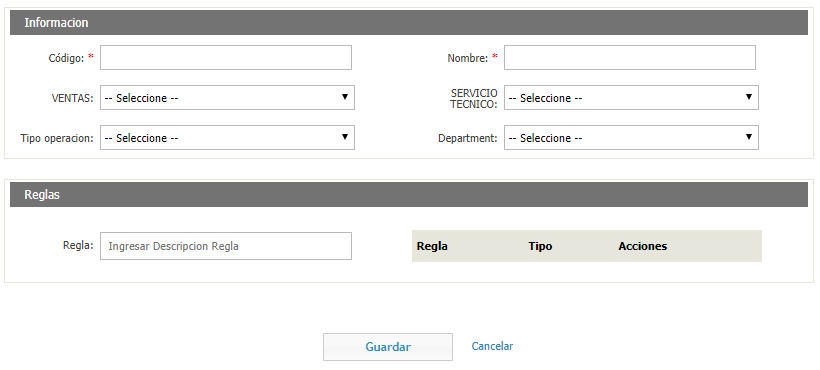 Informacion
Código: * Nombre: *
VENTAS: -- Seleccione -- SERVICIO TECNICO: -- Seleccione --
Tipo operacion: -- Seleccione -- Department: -- Seleccione --
Reglas
Regla: Ingresar Descripcion Regla Regla Tipo Acciones
Guardar Cancelar